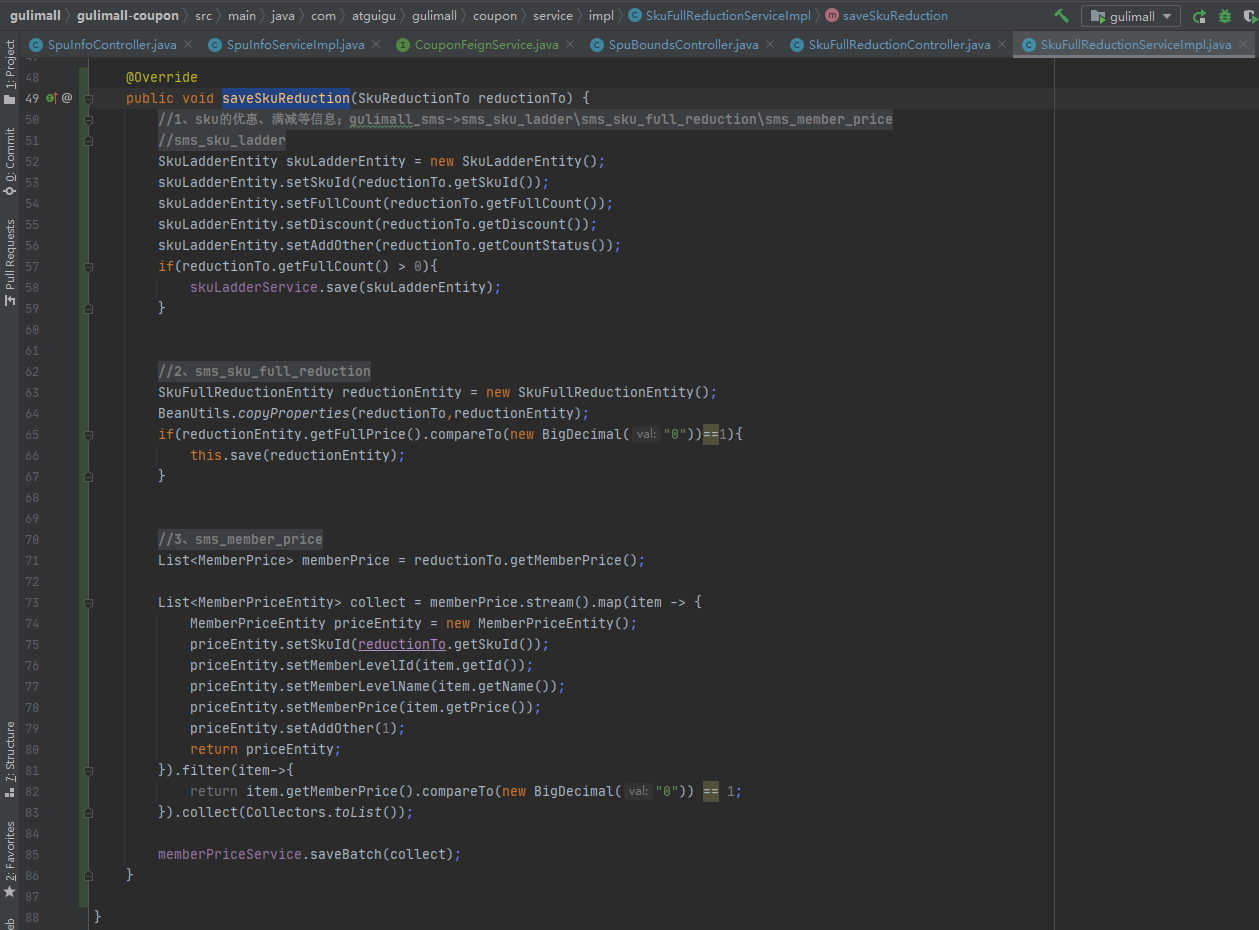 gulimall gulimall-coupon src main java com atguigu gulimall coupon service impl SkuFullReductionServiceImpl saveSkuReduction gulimall
SpuInfoController.java SpuInfoServiceImpl.java CouponFeignService.java SpuBoundsController.java SkuFullReductionController.java SkuFullReductionServiceImpl.java
1: Project
0: Commit
Pull Requests
7: Structure
2: Favorites
47
48 @Override
49 public void saveSkuReduction(SkuReductionTo reductionTo) {
50 //1、sku的优惠、满减等信息;gulimall_sms->sms_sku_ladder\sms_sku_full_reduction\sms_member_price
51 //sms_sku_ladder
52 SkuLadderEntity skuLadderEntity = new SkuLadderEntity();
53 skuLadderEntity.setSkuId(reductionTo.getSkuId());
54 skuLadderEntity.setFullCount(reductionTo.getFullCount());
55 skuLadderEntity.setDiscount(reductionTo.getDiscount());
56 skuLadderEntity.setAddOther(reductionTo.getCountStatus());
57 if(reductionTo.getFullCount() > 0){
58 skuLadderService.save(skuLadderEntity);
59 }
60
61
62 //2、sms_sku_full_reduction
63 SkuFullReductionEntity reductionEntity = new SkuFullReductionEntity();
64 BeanUtils.copyProperties(reductionTo,reductionEntity);
65 if(reductionEntity.getFullPrice().compareTo(new BigDecimal( val: "0"))==1){
66 this.save(reductionEntity);
67 }
68
69
70 //3、sms_member_price
71 List<MemberPrice> memberPrice = reductionTo.getMemberPrice();
72
73 List<MemberPriceEntity> collect = memberPrice.stream().map(item -> {
74 MemberPriceEntity priceEntity = new MemberPriceEntity();
75 priceEntity.setSkuId(reductionTo.getSkuId());
76 priceEntity.setMemberLevelId(item.getId());
77 priceEntity.setMemberLevelName(item.getName());
78 priceEntity.setMemberPrice(item.getPrice());
79 priceEntity.setAddOther(1);
80 return priceEntity;
81 }).filter(item->{
82 return item.getMemberPrice().compareTo(new BigDecimal( val: "0")) == 1;
83 }).collect(Collectors.toList());
84
85 memberPriceService.saveBatch(collect);
86 }
87
88 }